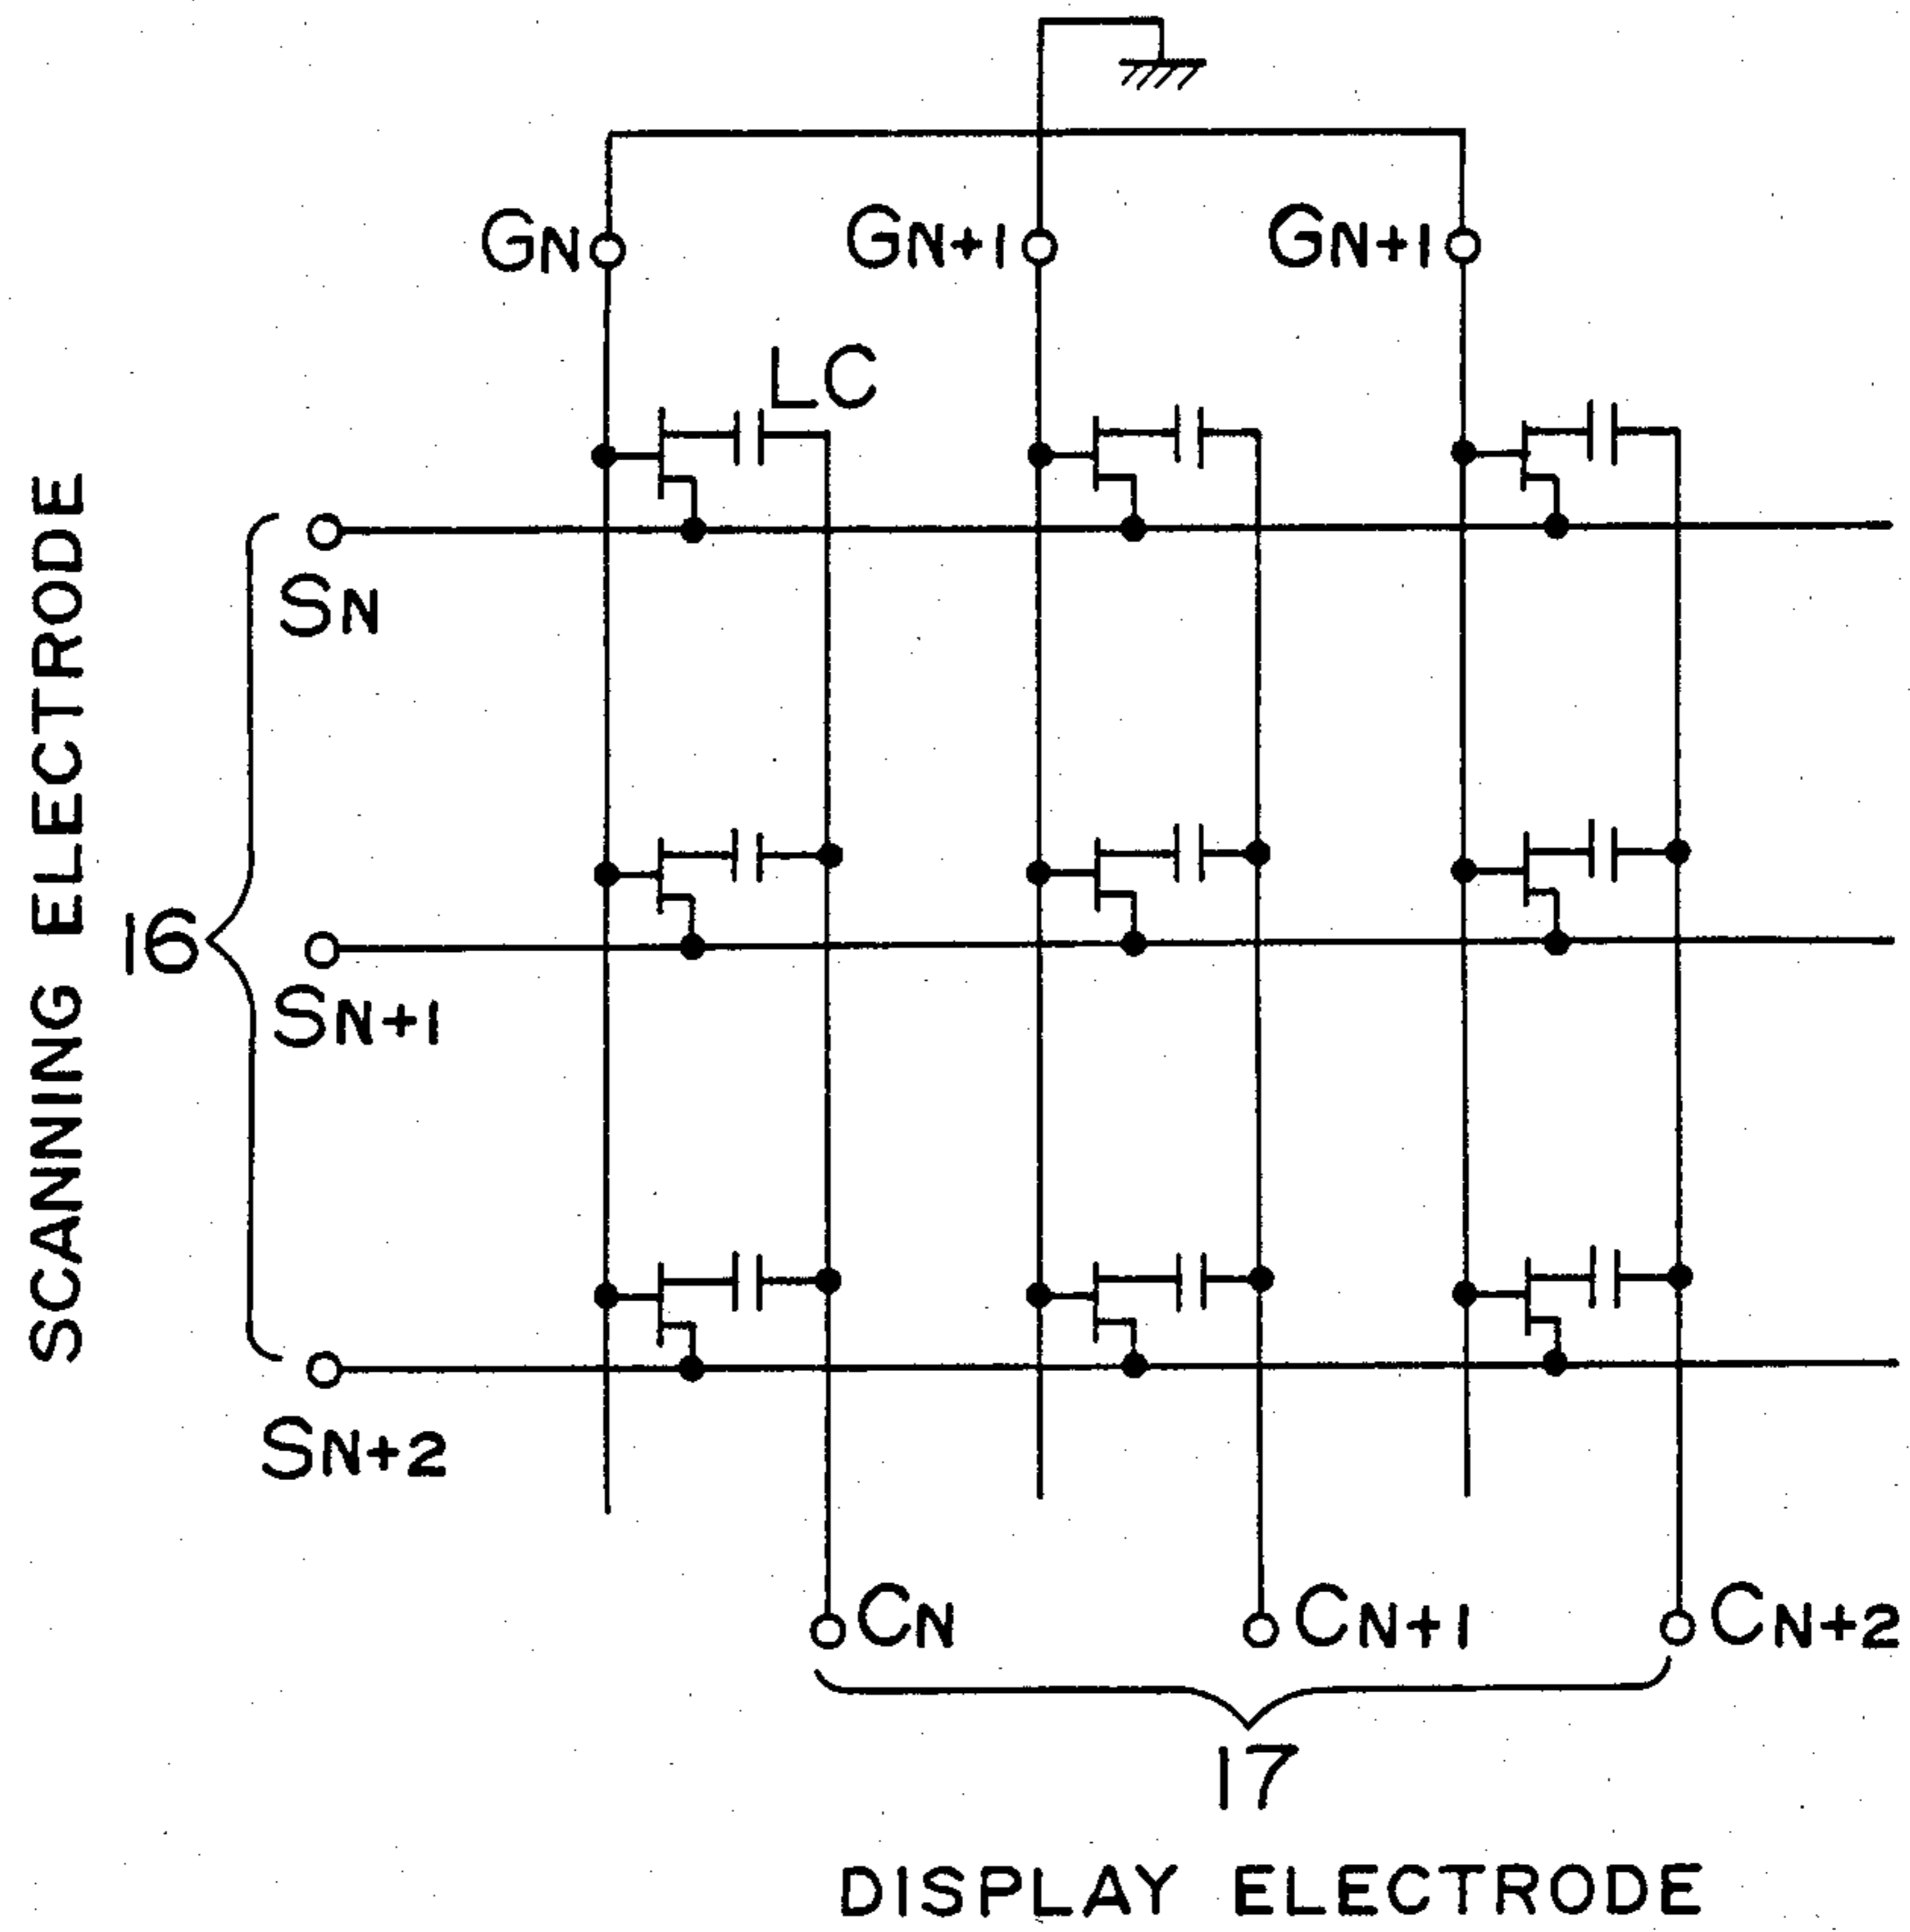 GN
GN+1
GN+1
LC
SN
SCANNING ELECTRODE
16
SN+1
SN+2
CN
CN+1
CN+2
17
DISPLAY ELECTRODE